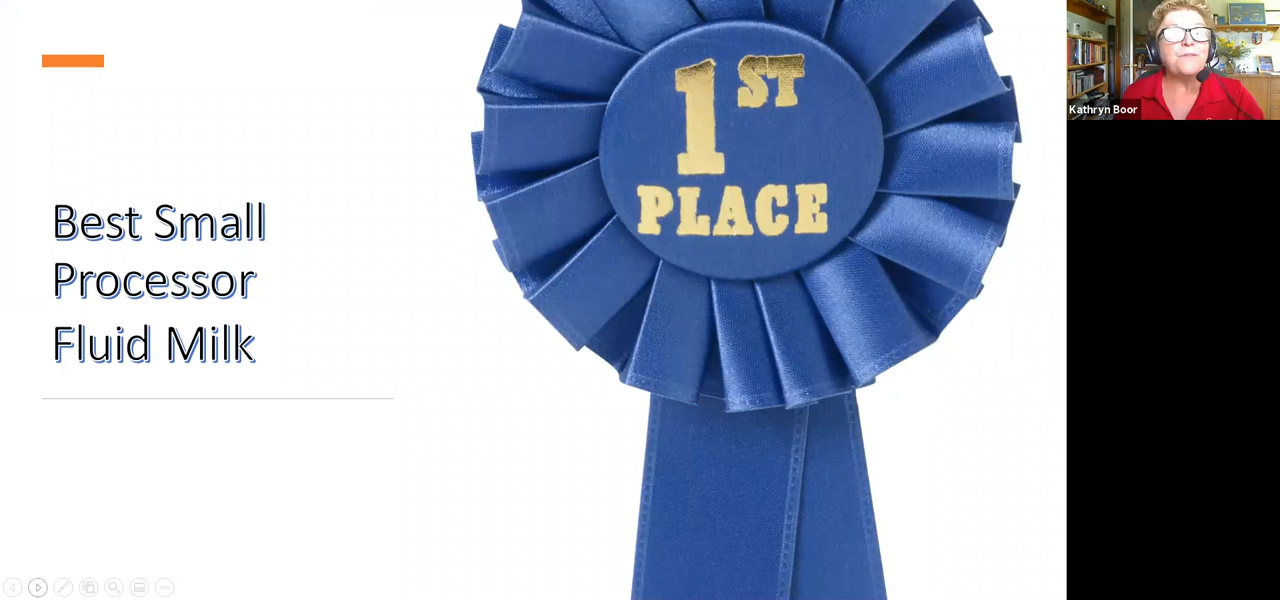 Best Small
Processor
Fluid Milk
1ST
PLACE
Kathryn Boor